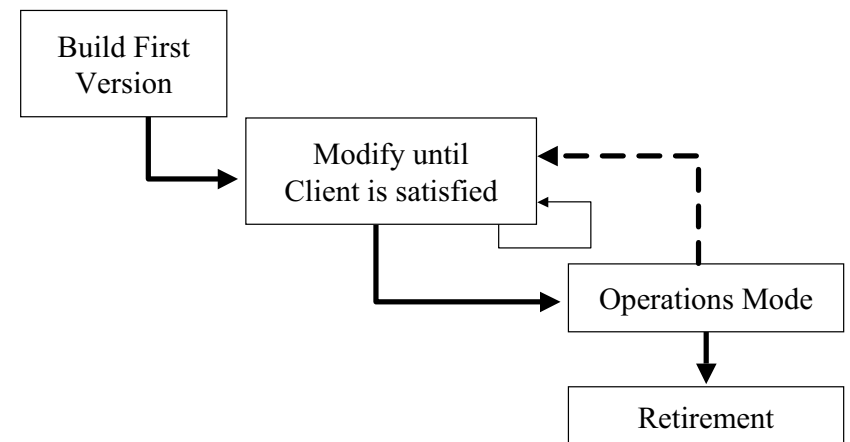 Build First
Version
Modify until
Client is satisfied
Operations Mode
Retirement